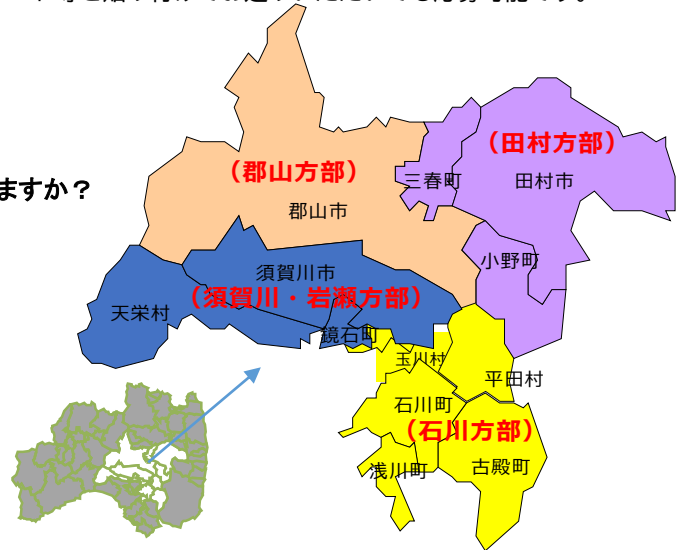 ますか？
（郡山方部）
郡山市
（田村方部）
三春町
田村市
小野町
須賀川市
（須賀川・岩瀬方部）
天栄村
鏡石町
玉川村
平田村
石川町
（石川方部）
浅川町
古殿町